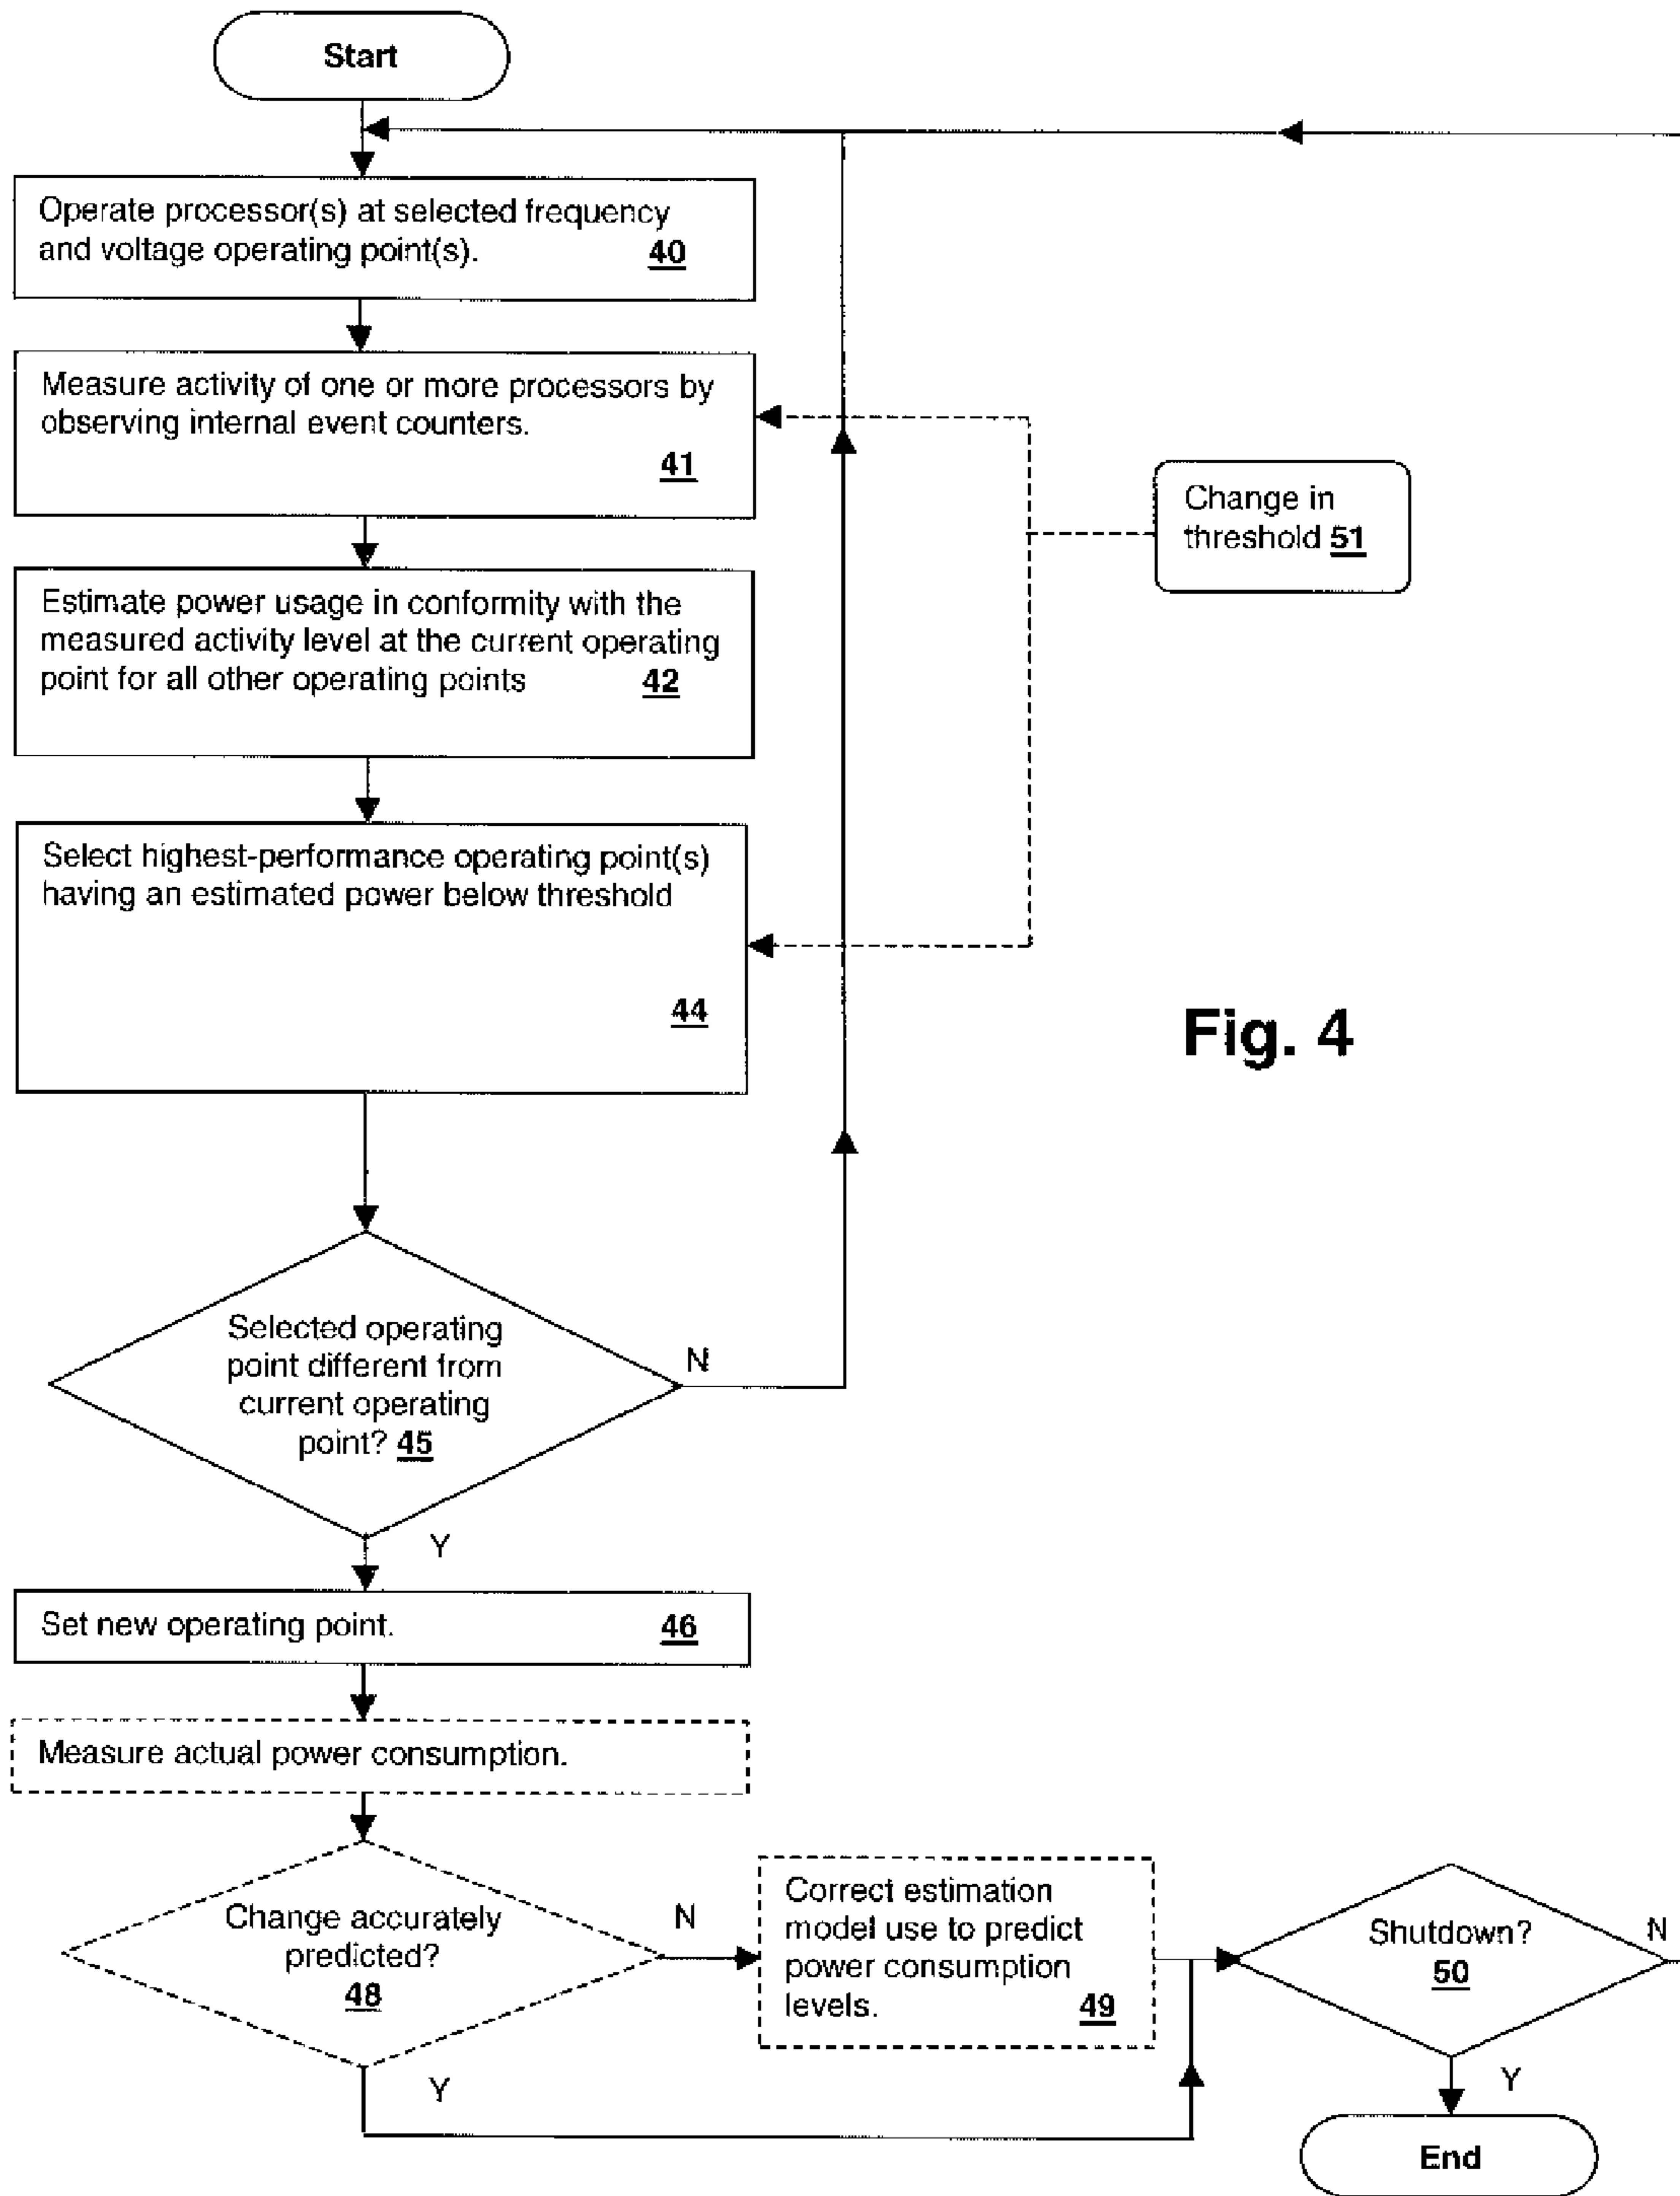 Start
Operate processor(s) at selected frequency
and voltage operating point(s). 40
Measure activity of one or more processors by
observing internal event counters.
41
Change in
threshold 51
Estimate power usage in conformity with the
measured activity level at the current operating
point for all other operating points 42
Select highest-performance operating point(s)
having an estimated power below threshold
44
Fig. 4
Selected operating
point different from
current operating
point? 45
N
Y
Set new operating point. 46
Measure actual power consumption.
Change accurately
predicted?
48
N
Y
Correct estimation
model use to predict
power consumption
levels. 49
Shutdown?
50
N
Y
End